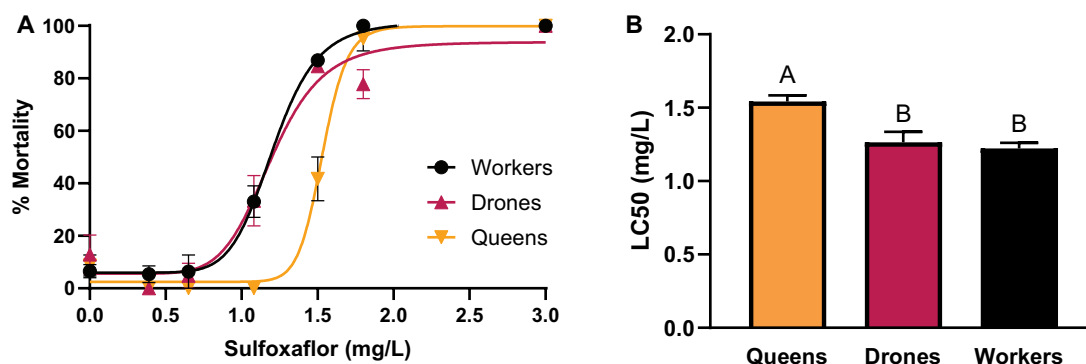 A
% Mortality
100
80
60
40
20
0
0.0 0.5 1.0 1.5 2.0 2.5 3.0
Sulfoxaflor (mg/L)
Workers
Drones
Queens
B
LC50 (mg/L)
2.0
1.5
1.0
0.5
0.0
A
B
B
Queens Drones Workers